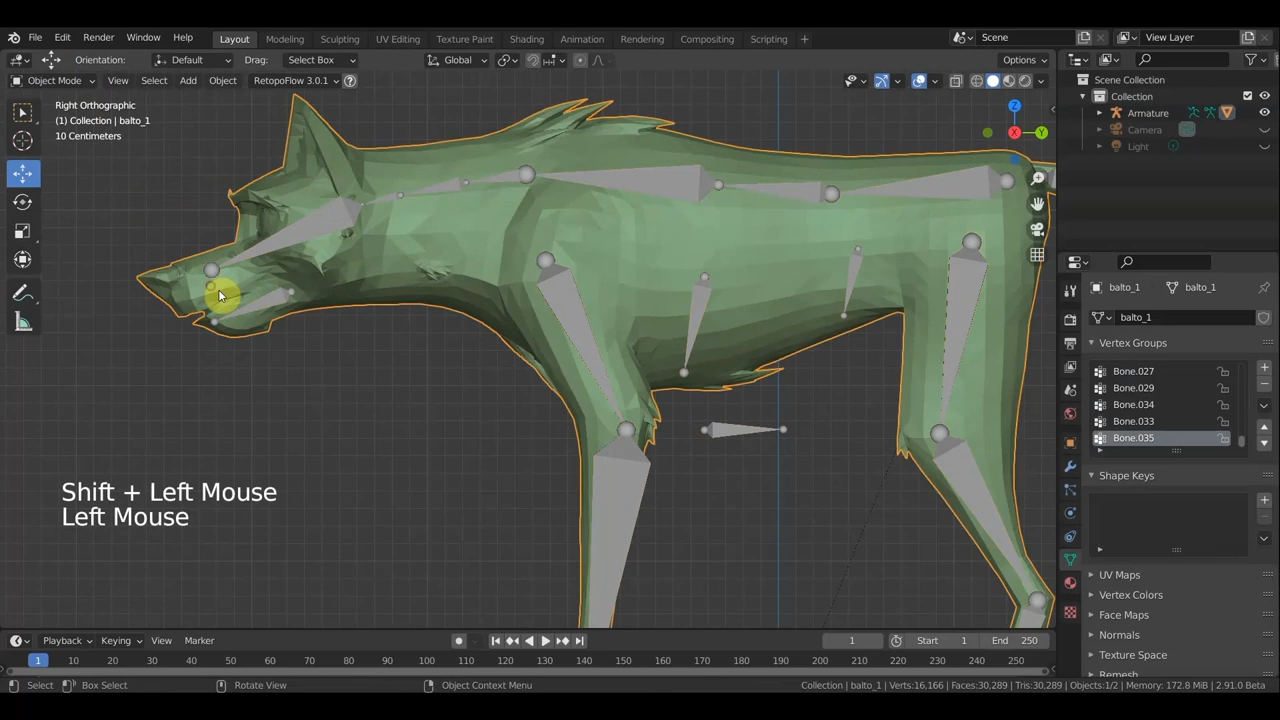 File Edit Render Window Help Layout Modeling Sculpting UV Editing Texture Paint Shading Animation Rendering Compositing Scripting + Scene View Layer
Orientation: Default Drag: Select Box Global Options
Object Mode View Select Add Object RetopoFlow 3.0.1
Right Orthographic
(1) Collection | balto_1
10 Centimeters
Z
Y
X
Scene Collection
Collection
Armature
Camera
Light
balto_1 balto_1
balto_1
Vertex Groups
Bone.027
Bone.029
Bone.034
Bone.033
Bone.035
Shape Keys
UV Maps
Vertex Colors
Face Maps
Normals
Texture Space
Remesh
Shift + Left Mouse
Left Mouse
Playback Keying View Marker 1 Start 1 End 250
1 10 20 30 40 50 60 70 80 90 100 110 120 130 140 150 160 170 180 190 200 210 220 230 240 250
Select Box Select Rotate View Object Context Menu Collection | balto_1 | Verts:16,166 | Faces:30,289 | Tris:30,289 | Objects:1/2 | Memory: 172.8 MiB | 2.91.0 Beta